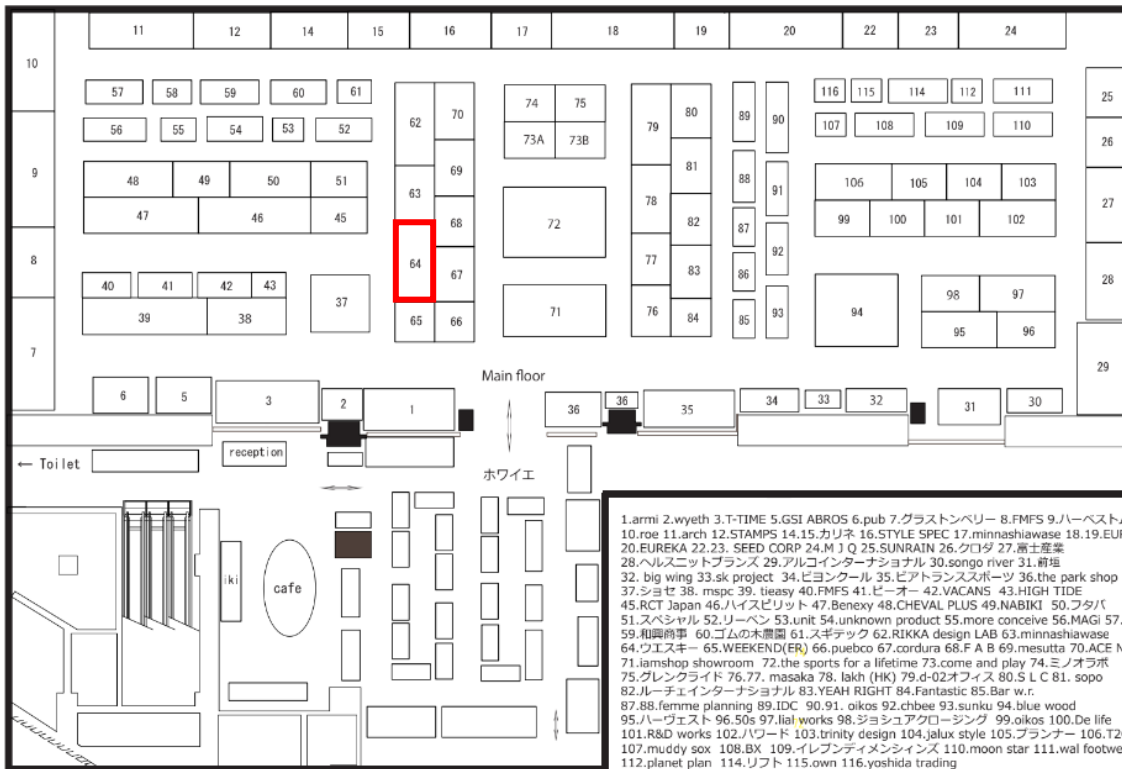 11 12 14 15 16 17 18 19 20 22 23 24
10
57 58 59 60 61 62 70 74 75 79 80 89 90 116 115 114 112 111 25
56 55 54 53 52 73A 73B 107 108 109 110 26
9 48 49 50 51 63 69 78 81 88 91 106 105 104 103 27
47 46 45 68 72 82 87 92 99 100 101 102
8 40 41 42 43 37 64 67 77 83 86 93 94 98 97 28
39 38 65 66 71 76 84 85 95 96
7 29
Main floor
6 5 3 2 1 36 36 35 34 33 32 31 30
← Toilet reception
ホワイエ
iki cafe
1.armi 2.wyeth 3.T-TIME 5.GSI ABROS 6.pub 7.グラストンベリー 8.FMFS 9.ハーベスト
10.roe 11.arch 12.STAMPS 14.15.カリネ 16.STYLE SPEC 17.minnashiawase 18.19.EUR
20.EUREKA 22.23. SEED CORP 24.M J Q 25.SUNRAIN 26.クロダ 27.富士産業
28.ヘルスニットブランズ 29.アルコインターナショナル 30.songo river 31.前垣
32. big wing 33.sk project 34.ビヨンクール 35.ビアトランススポーツ 36.the park shop
37.ショセ 38. mspc 39. tieasy 40.FMFS 41.ビーオー 42.VACANS 43.HIGH TIDE
45.RCT Japan 46.ハイスピリット 47.Benexy 48.CHEVAL PLUS 49.NABIKI 50.フタバ
51.スペシャル 52.リーベン 53.unit 54.unknown product 55.more conceive 56.MAGi 57.
59.和興商事 60.ゴムの木農園 61.スギテック 62.RIKKA design LAB 63.minnashiawase
64.ウエスキー 65.WEEKEND(ER) 66.puebco 67.cordura 68.F A B 69.mesutta 70.ACE
71.iamshop showroom 72.the sports for a lifetime 73.come and play 74.ミノオラボ
75.グレンクライド 76.77. masaka 78. lakh (HK) 79.d-02オフィス 80.S L C 81. sopo
82.ルーチェインターナショナル 83.YEAH RIGHT 84.Fantastic 85.Bar w.r.
87.88.femme planning 89.IDC 90.91. oikos 92.chbee 93.sunku 94.blue wood
95.ハーヴェスト 96.50s 97.lial works 98.ジョシュアクロージング 99.oikos 100.De life
101.R&D works 102.ハワード 103.trinity design 104.jalux style 105.プランナー 106.T2
107.muddy sox 108.BX 109.イレブンディメンシィンズ 110.moon star 111.wal footwe
112.planet plan 114.リフト 115.own 116.yoshida trading